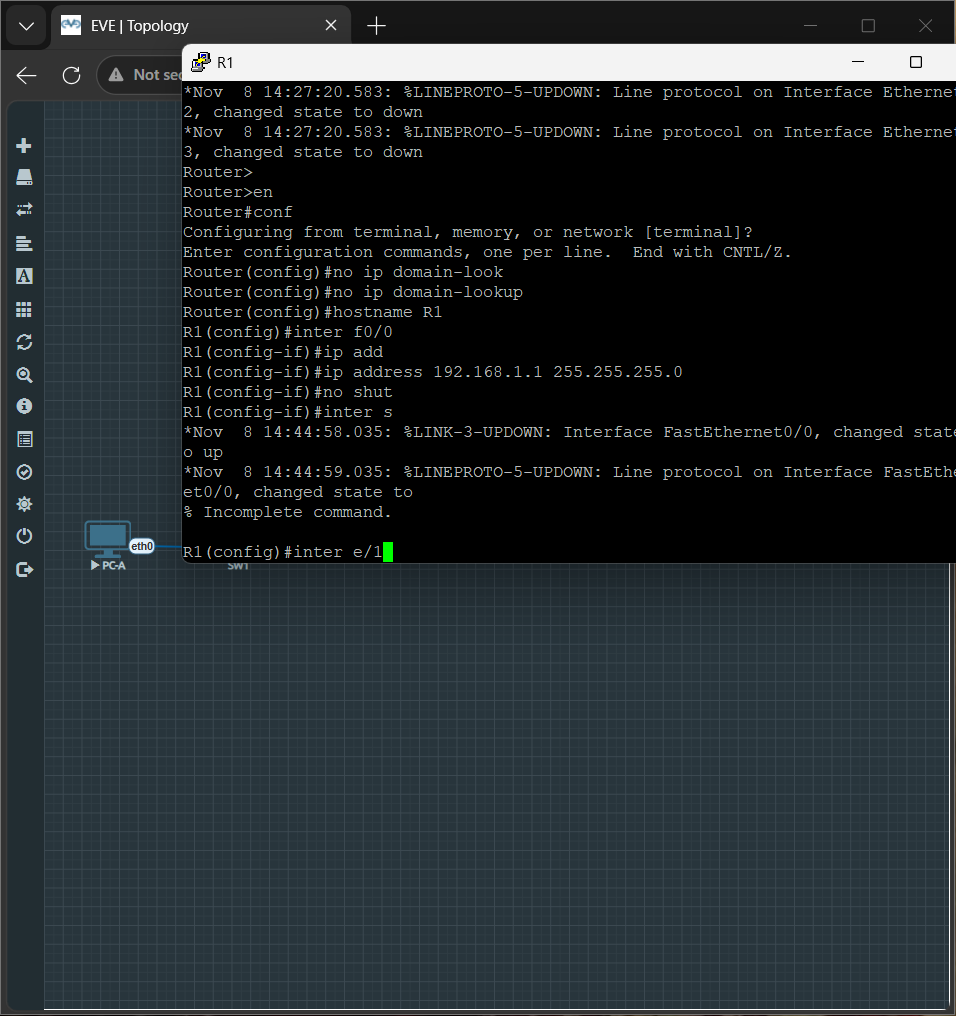 EVE | Topology
R1
Not sec
*Nov  8 14:27:20.583: %LINEPROTO-5-UPDOWN: Line protocol on Interface Ethernet
2, changed state to down
*Nov  8 14:27:20.583: %LINEPROTO-5-UPDOWN: Line protocol on Interface Ethernet
3, changed state to down
Router>
Router>en
Router#conf
Configuring from terminal, memory, or network [terminal]?
Enter configuration commands, one per line.  End with CNTL/Z.
Router(config)#no ip domain-look
Router(config)#no ip domain-lookup
Router(config)#hostname R1
R1(config)#inter f0/0
R1(config-if)#ip add
R1(config-if)#ip address 192.168.1.1 255.255.255.0
R1(config-if)#no shut
R1(config-if)#inter s
*Nov  8 14:44:58.035: %LINK-3-UPDOWN: Interface FastEthernet0/0, changed state
o up
*Nov  8 14:44:59.035: %LINEPROTO-5-UPDOWN: Line protocol on Interface FastEthe
et0/0, changed state to
% Incomplete command.
R1(config)#inter e/1
eth0
PC-A
SW1